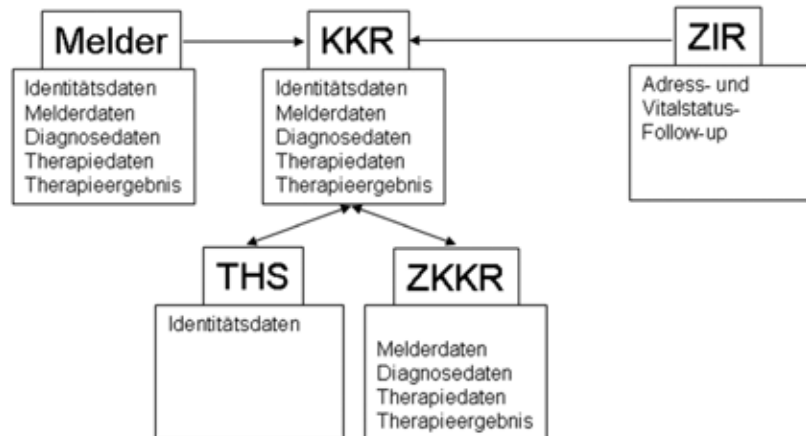 Melder
KKR
ZIR
Identitätsdaten
Melderdaten
Diagnosedaten
Therapiedaten
Therapieergebnis
Identitätsdaten
Melderdaten
Diagnosedaten
Therapiedaten
Therapieergebnis
Adress- und
Vitalstatus-
Follow-up
THS
ZKKR
Identitätsdaten
Melderdaten
Diagnosedaten
Therapiedaten
Therapieergebnis